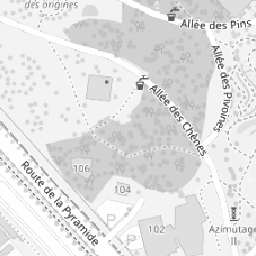 des origines
Allée des Pins
Allée des Pivoines
Allée des Chênes
106
104
102
Route de la Pyramide
Azimutage
II
P
P